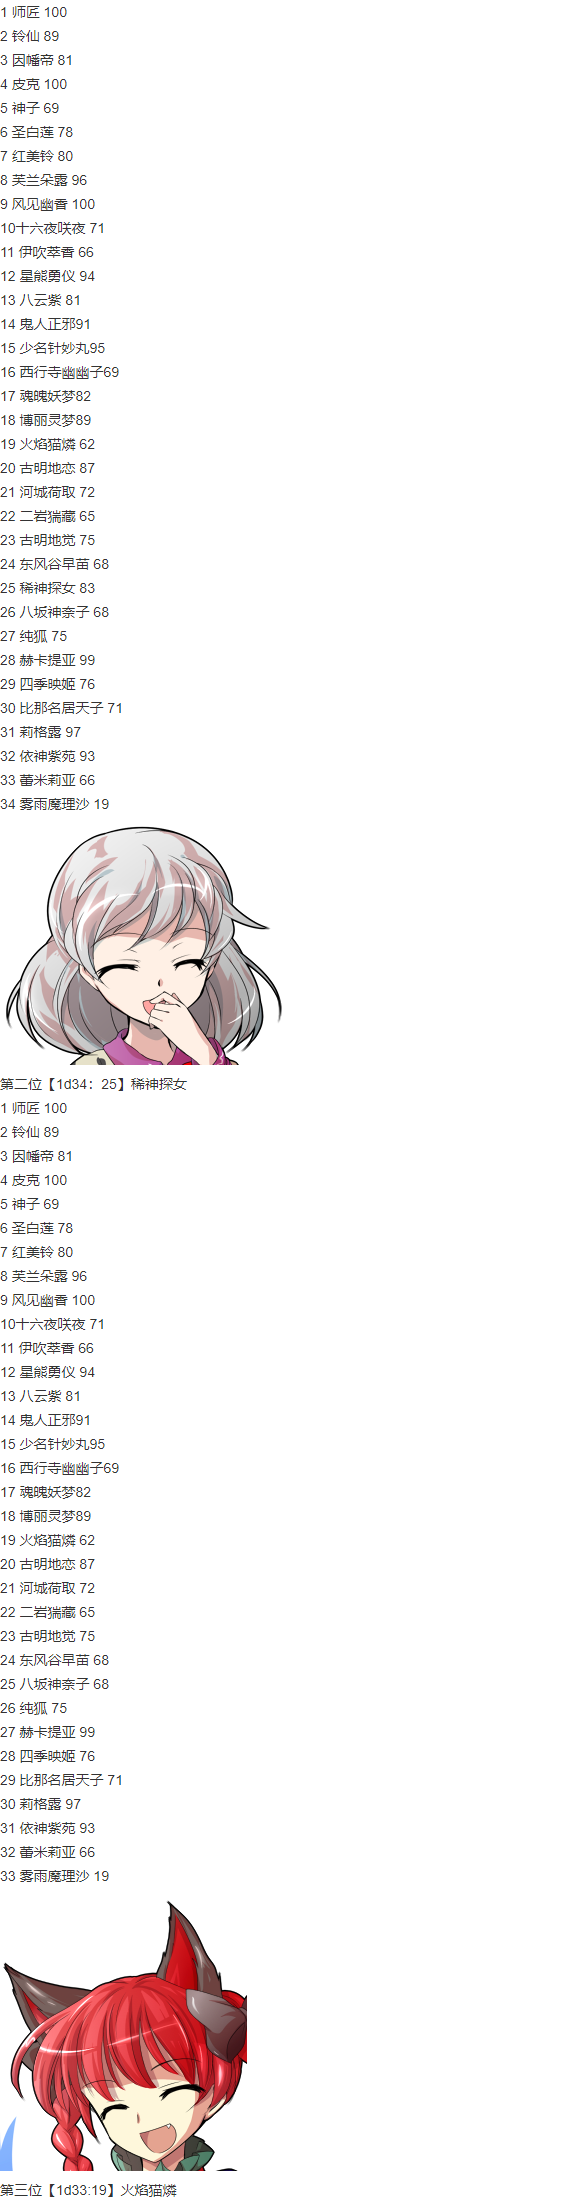 1 师匠 100
2 铃仙 89
3 因幡帝 81
4 皮克 100
5 神子 69
6 圣白莲 78
7 红美铃 80
8 芙兰朵露 96
9 风见幽香 100
10十六夜咲夜 71
11 伊吹萃香 66
12 星熊勇仪 94
13 八云紫 81
14 鬼人正邪91
15 少名针妙丸95
16 西行寺幽幽子69
17 魂魄妖梦82
18 博丽灵梦89
19 火焰猫燐 62
20 古明地恋 87
21 河城荷取 72
22 二岩猯藏 65
23 古明地觉 75
24 东风谷早苗 68
25 稀神探女 83
26 八坂神奈子 68
27 纯狐 75
28 赫卡提亚 99
29 四季映姬 76
30 比那名居天子 71
31 莉格露 97
32 依神紫苑 93
33 蕾米莉亚 66
34 雾雨魔理沙 19
第二位【1d34：25】稀神探女
1 师匠 100
2 铃仙 89
3 因幡帝 81
4 皮克 100
5 神子 69
6 圣白莲 78
7 红美铃 80
8 芙兰朵露 96
9 风见幽香 100
10十六夜咲夜 71
11 伊吹萃香 66
12 星熊勇仪 94
13 八云紫 81
14 鬼人正邪91
15 少名针妙丸95
16 西行寺幽幽子69
17 魂魄妖梦82
18 博丽灵梦89
19 火焰猫燐 62
20 古明地恋 87
21 河城荷取 72
22 二岩猯藏 65
23 古明地觉 75
24 东风谷早苗 68
25 八坂神奈子 68
26 纯狐 75
27 赫卡提亚 99
28 四季映姬 76
29 比那名居天子 71
30 莉格露 97
31 依神紫苑 93
32 蕾米莉亚 66
33 雾雨魔理沙 19
第三位【1d33:19】火焰猫燐